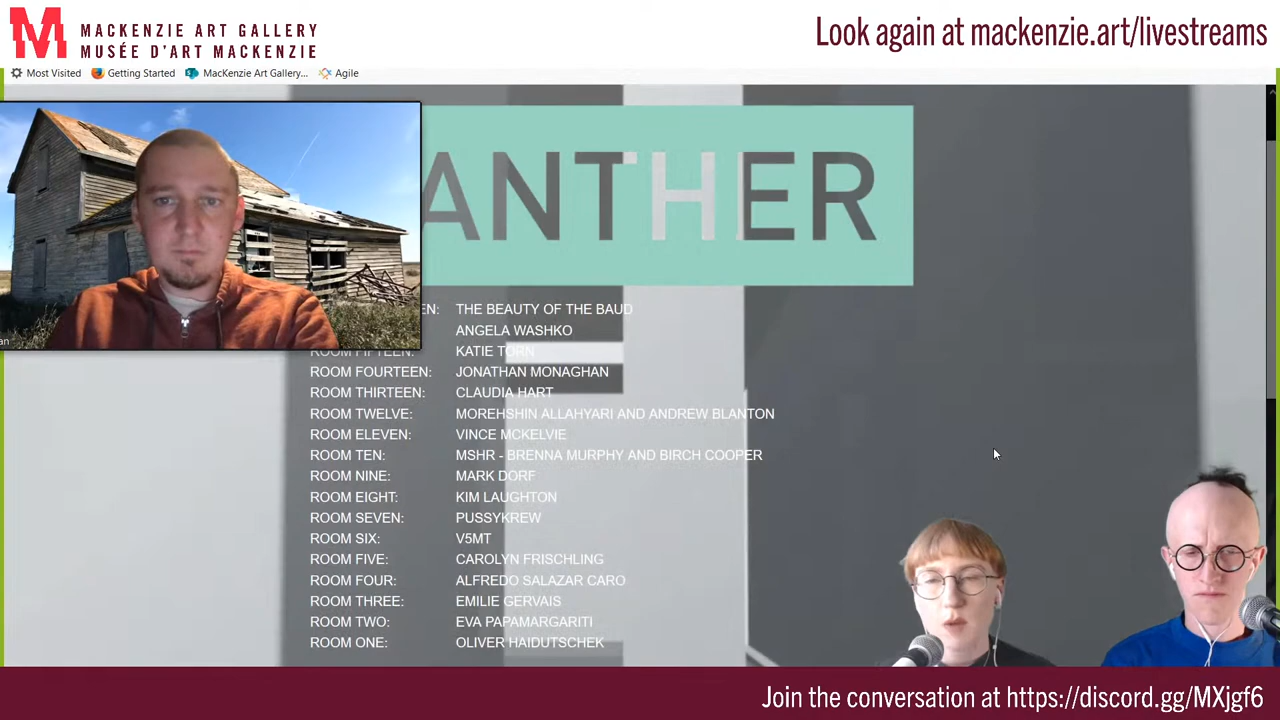 MACKENZIE ART GALLERY
MUSÉE D'ART MACKENZIE
Look again at mackenzie.art/livestreams
Most Visited Getting Started MacKenzie Art Gallery... Agile
ANTHER
EN: THE BEAUTY OF THE BAUD
ANGELA WASHKO
ROOM FIFTEEN: KATIE TORN
ROOM FOURTEEN: JONATHAN MONAGHAN
ROOM THIRTEEN: CLAUDIA HART
ROOM TWELVE: MOREHSHIN ALLAHYARI AND ANDREW BLANTON
ROOM ELEVEN: VINCE MCKELVIE
ROOM TEN: MSHR - BRENNA MURPHY AND BIRCH COOPER
ROOM NINE: MARK DORF
ROOM EIGHT: KIM LAUGHTON
ROOM SEVEN: PUSSYKREW
ROOM SIX: V5MT
ROOM FIVE: CAROLYN FRISCHLING
ROOM FOUR: ALFREDO SALAZAR CARO
ROOM THREE: EMILIE GERVAIS
ROOM TWO: EVA PAPAMARGARITI
ROOM ONE: OLIVER HAIDUTSCHEK
an
Join the conversation at https://discord.gg/MXjgf6